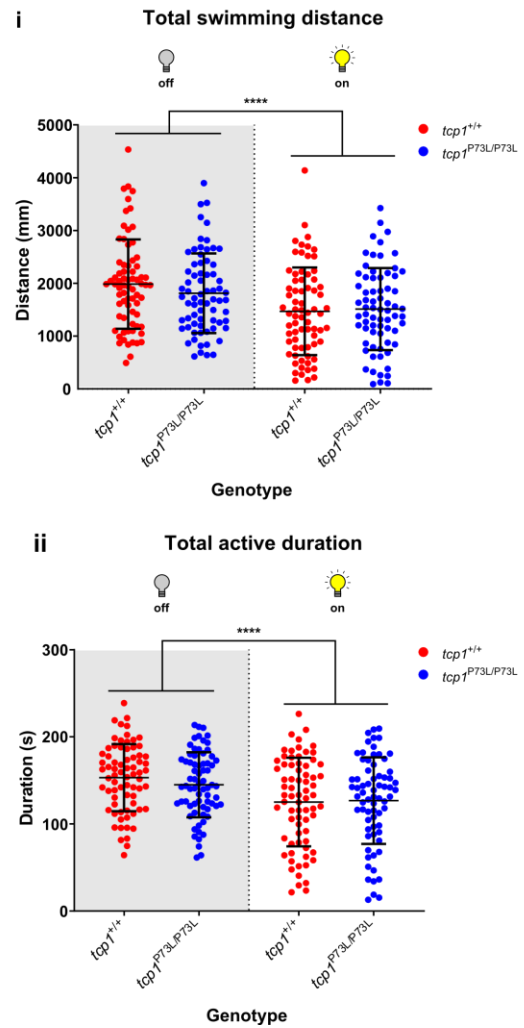 i
Total swimming distance
off
on
****
tcp1+/+
tcp1P73L/P73L
5000
4000
3000
2000
1000
0
Distance (mm)
tcp1+/+
tcp1P73L/P73L
tcp1+/+
tcp1P73L/P73L
Genotype
ii
Total active duration
off
on
****
tcp1+/+
tcp1P73L/P73L
300
200
100
0
Duration (s)
tcp1+/+
tcp1P73L/P73L
tcp1+/+
tcp1P73L/P73L
Genotype